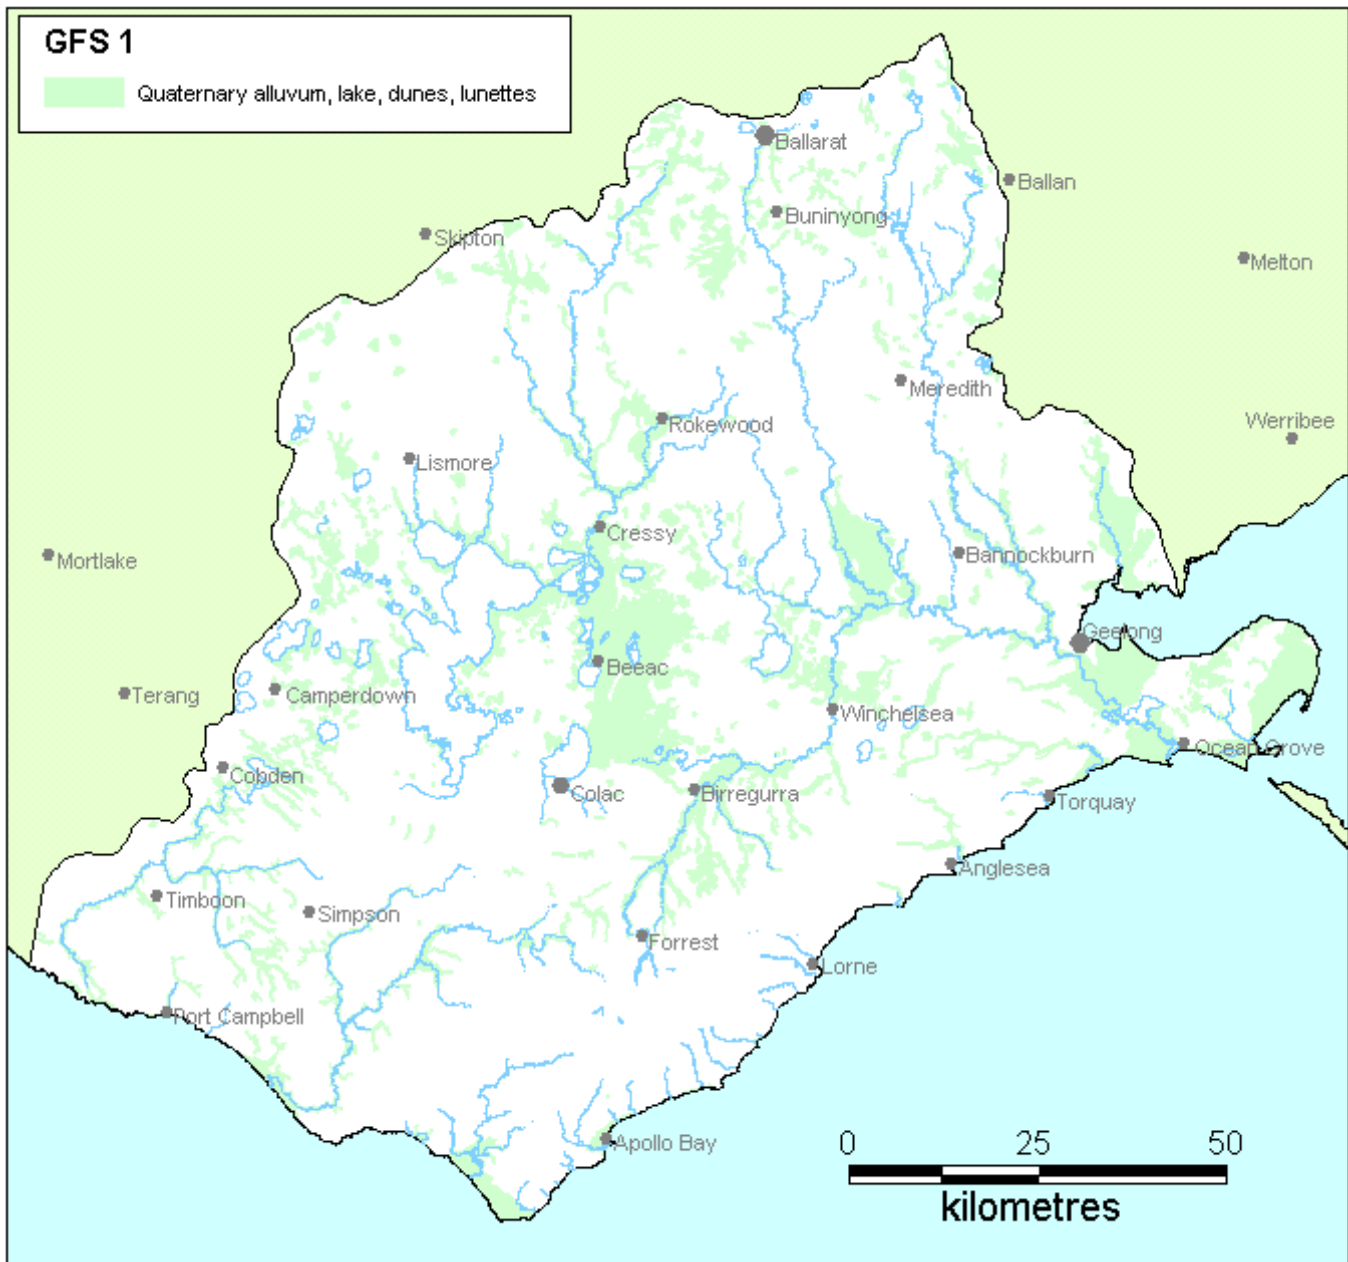 GFS 1
Quaternary alluvum, lake, dunes, lunettes
Ballarat
Ballan
Buninyong
Skipton
Melton
Meredith
Rokewood
Werribee
Lismore
Cressy
Mortlake
Bannockburn
Geelong
Beeac
Terang
Camperdown
Winchelsea
Ocean Grove
Cobden
Colac
Birregurra
Torquay
Anglesea
Timboon
Simpson
Forrest
Lorne
Port Campbell
Apollo Bay
0 25 50
kilometres